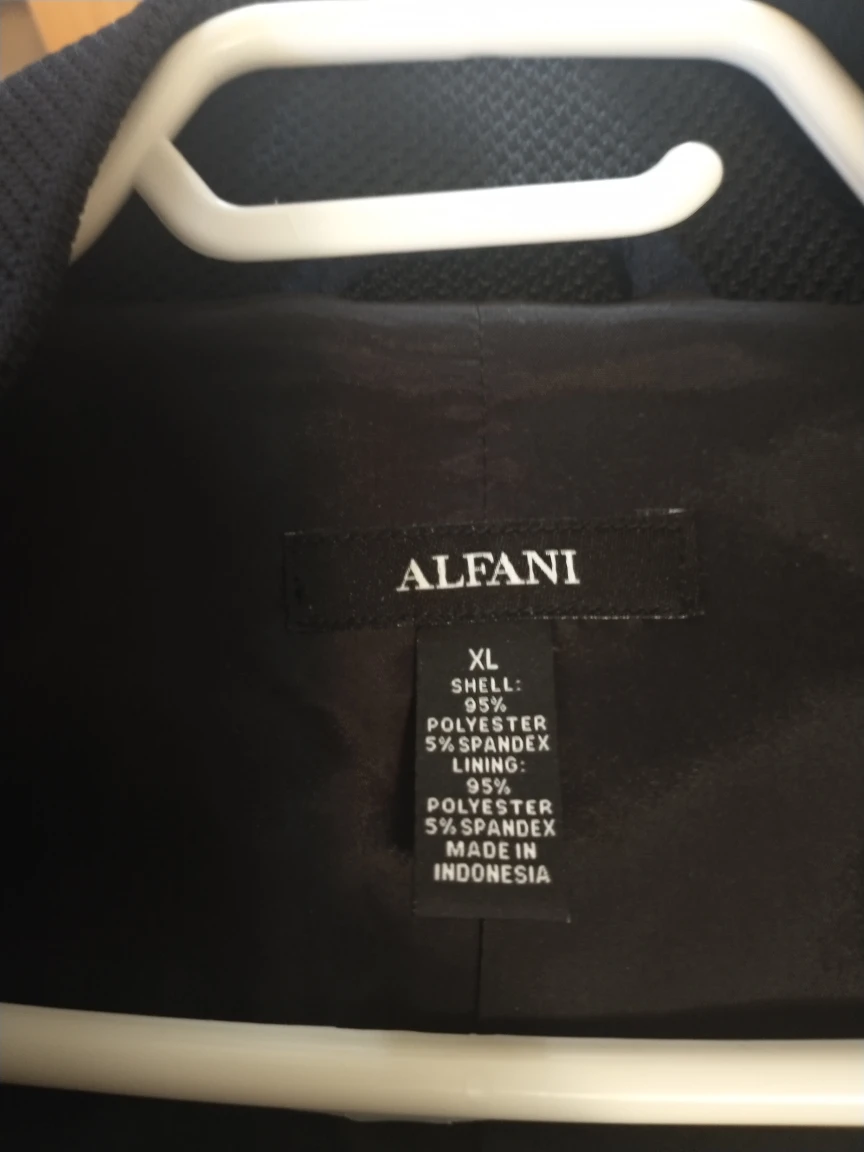 ALFANI
XL
SHELL:
95%
POLYESTER
5% SPANDEX
LINING:
95%
POLYESTER
5% SPANDEX
MADE IN
INDONESIA